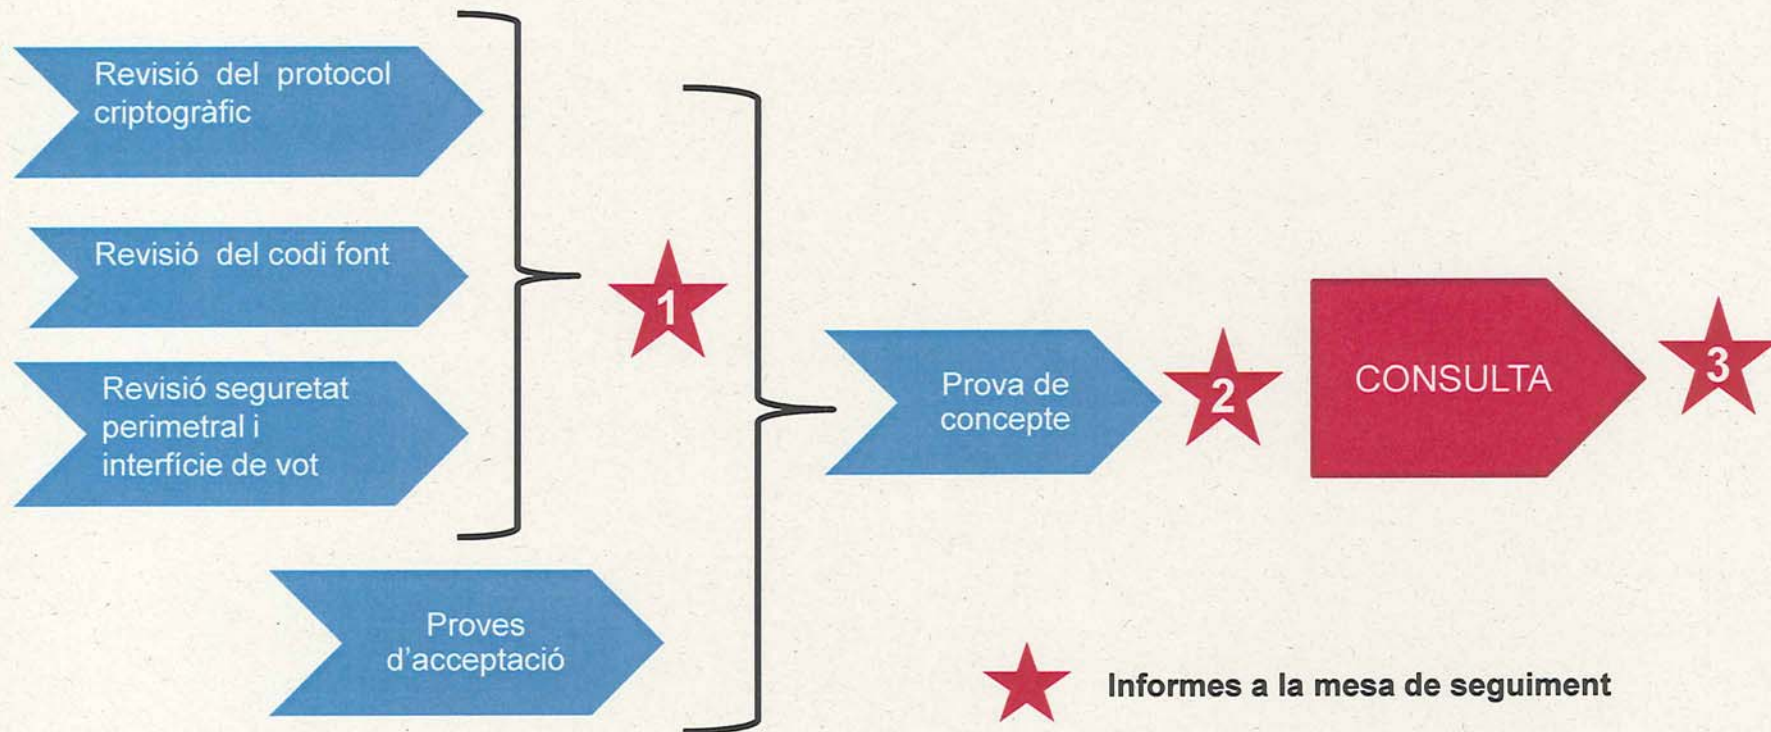 Revisió del protocol
criptogràfic
Revisió del codi font
Revisió seguretat
perimetral i
interfície de vot
Proves
d'acceptació
1
Prova de
concepte
2
CONSULTA
3
Informes a la mesa de seguiment